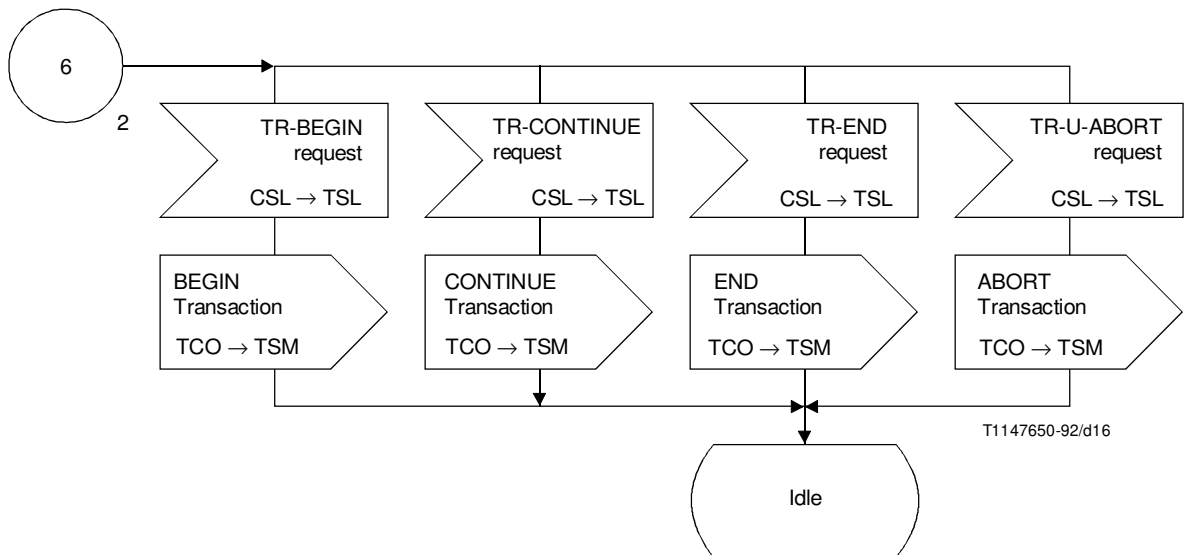 6
2
TR-BEGIN
request
CSL → TSL
TR-CONTINUE
request
CSL → TSL
TR-END
request
CSL → TSL
TR-U-ABORT
request
CSL → TSL
BEGIN
Transaction
TCO → TSM
CONTINUE
Transaction
TCO → TSM
END
Transaction
TCO → TSM
ABORT
Transaction
TCO → TSM
T1147650-92/d16
Idle